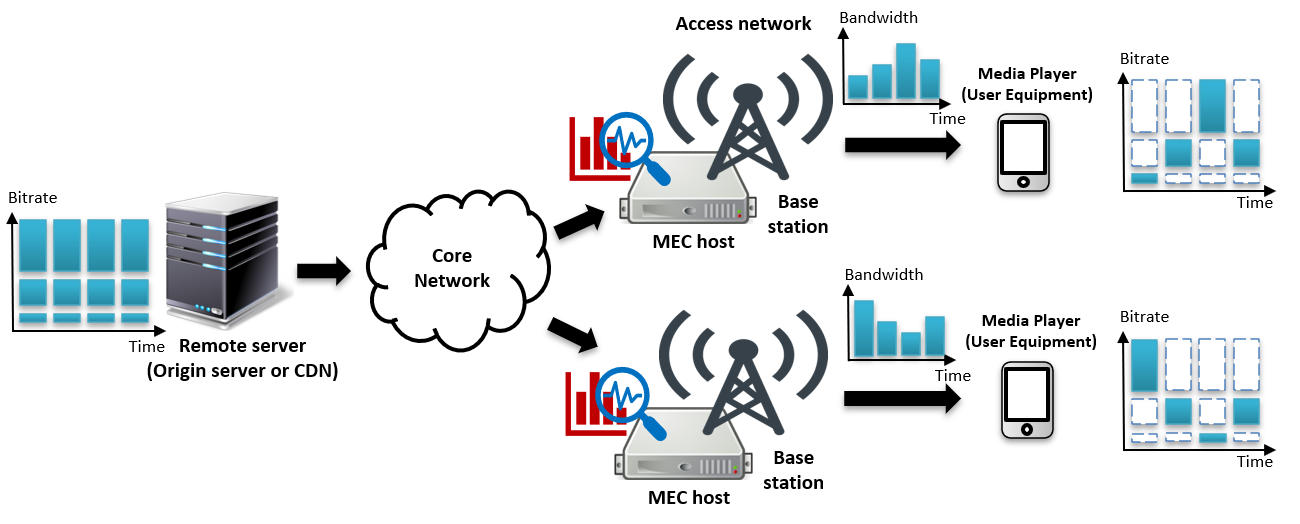 Access network
Bandwidth
Time
Media Player
(User Equipment)
Bitrate
Time
MEC host
Base
station
Bitrate
Time
Remote server
(Origin server or CDN)
Core
Network
Bandwidth
Time
Media Player
(User Equipment)
Bitrate
Time
MEC host
Base
station